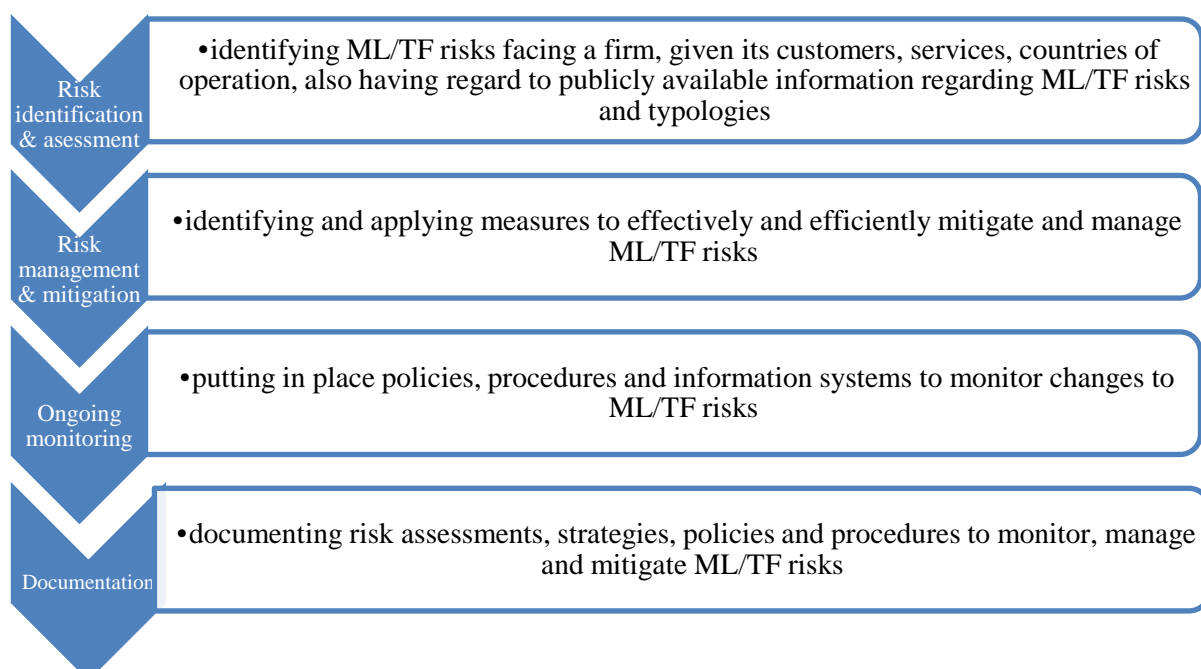 Risk
identification
& asessment
•identifying ML/TF risks facing a firm, given its customers, services, countries of
operation, also having regard to publicly available information regarding ML/TF risks
and typologies
Risk
management
& mitigation
•identifying and applying measures to effectively and efficiently mitigate and manage
ML/TF risks
Ongoing
monitoring
•putting in place policies, procedures and information systems to monitor changes to
ML/TF risks
Documentation
•documenting risk assessments, strategies, policies and procedures to monitor, manage
and mitigate ML/TF risks